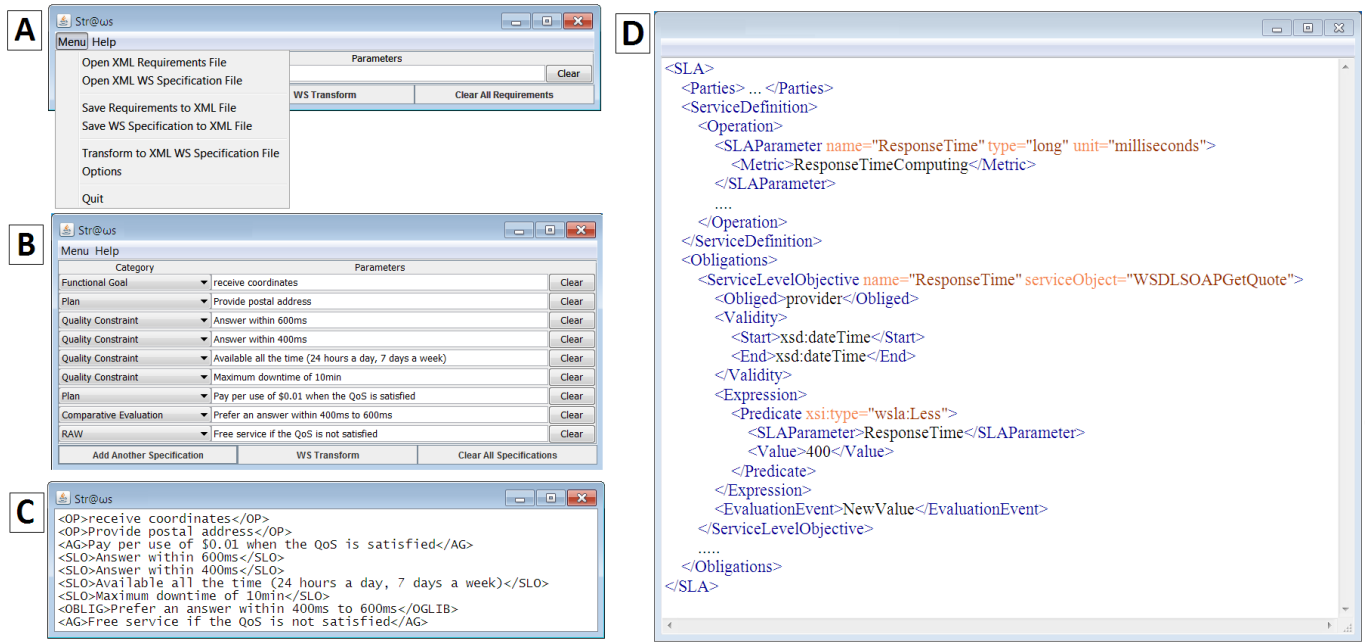 A
Str@ws
Menu Help
Open XML Requirements File
Open XML WS Specification File
Save Requirements to XML File
Save WS Specification to XML File
Transform to XML WS Specification File
Options
Quit
Parameters
Clear
WS Transform Clear All Requirements
B
Str@ws
Menu Help
Category Parameters
Functional Goal receive coordinates Clear
Plan Provide postal address Clear
Quality Constraint Answer within 600ms Clear
Quality Constraint Answer within 400ms Clear
Quality Constraint Available all the time (24 hours a day, 7 days a week) Clear
Quality Constraint Maximum downtime of 10min Clear
Plan Pay per use of $0.01 when the QoS is satisfied Clear
Comparative Evaluation Prefer an answer within 400ms to 600ms Clear
RAW Free service if the QoS is not satisfied Clear
Add Another Specification WS Transform Clear All Specifications
C
Str@ws
<OP>receive coordinates</OP>
<OP>Provide postal address</OP>
<AG>Pay per use of $0.01 when the QoS is satisfied</AG>
<SLO>Answer within 600ms</SLO>
<SLO>Answer within 400ms</SLO>
<SLO>Available all the time (24 hours a day, 7 days a week)</SLO>
<SLO>Maximum downtime of 10min</SLO>
<OBLIG>Prefer an answer within 400ms to 600ms</OGLIB>
<AG>Free service if the QoS is not satisfied</AG>
D
<SLA>
<Parties> ... </Parties>
<ServiceDefinition>
<Operation>
<SLAParameter name="ResponseTime" type="long" unit="milliseconds">
<Metric>ResponseTimeComputing</Metric>
</SLAParameter>
....
</Operation>
</ServiceDefinition>
<Obligations>
<ServiceLevelObjective name="ResponseTime" serviceObject="WSDLSOAPGetQuote">
<Obliged>provider</Obliged>
<Validity>
<Start>xsd:dateTime</Start>
<End>xsd:dateTime</End>
</Validity>
<Expression>
<Predicate xsi:type="wsla:Less">
<SLAParameter>ResponseTime</SLAParameter>
<Value>400</Value>
</Predicate>
</Expression>
<EvaluationEvent>NewValue</EvaluationEvent>
</ServiceLevelObjective>
.....
</Obligations>
</SLA>